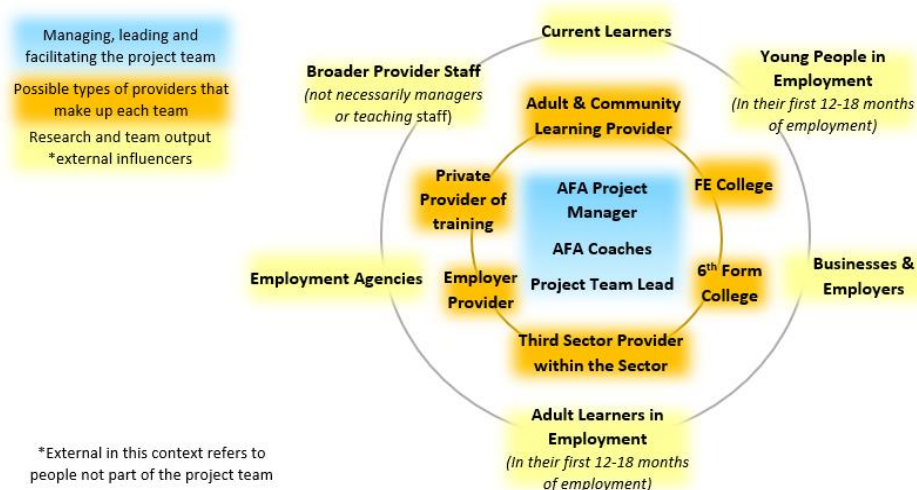 Managing, leading and
facilitating the project team
Possible types of providers that
make up each team
Research and team output
*external influencers
Current Learners
Broader Provider Staff
(not necessarily managers
or teaching staff)
Young People in
Employment
(In their first 12-18 months
of employment)
Adult & Community
Learning Provider
Private
Provider of
training
FE College
AFA Project
Manager
AFA Coaches
Project Team Lead
Employment Agencies
Employer
Provider
6th Form
College
Businesses &
Employers
Third Sector Provider
within the Sector
Adult Learners in
Employment
(In their first 12-18 months
of employment)
*External in this context refers to
people not part of the project team